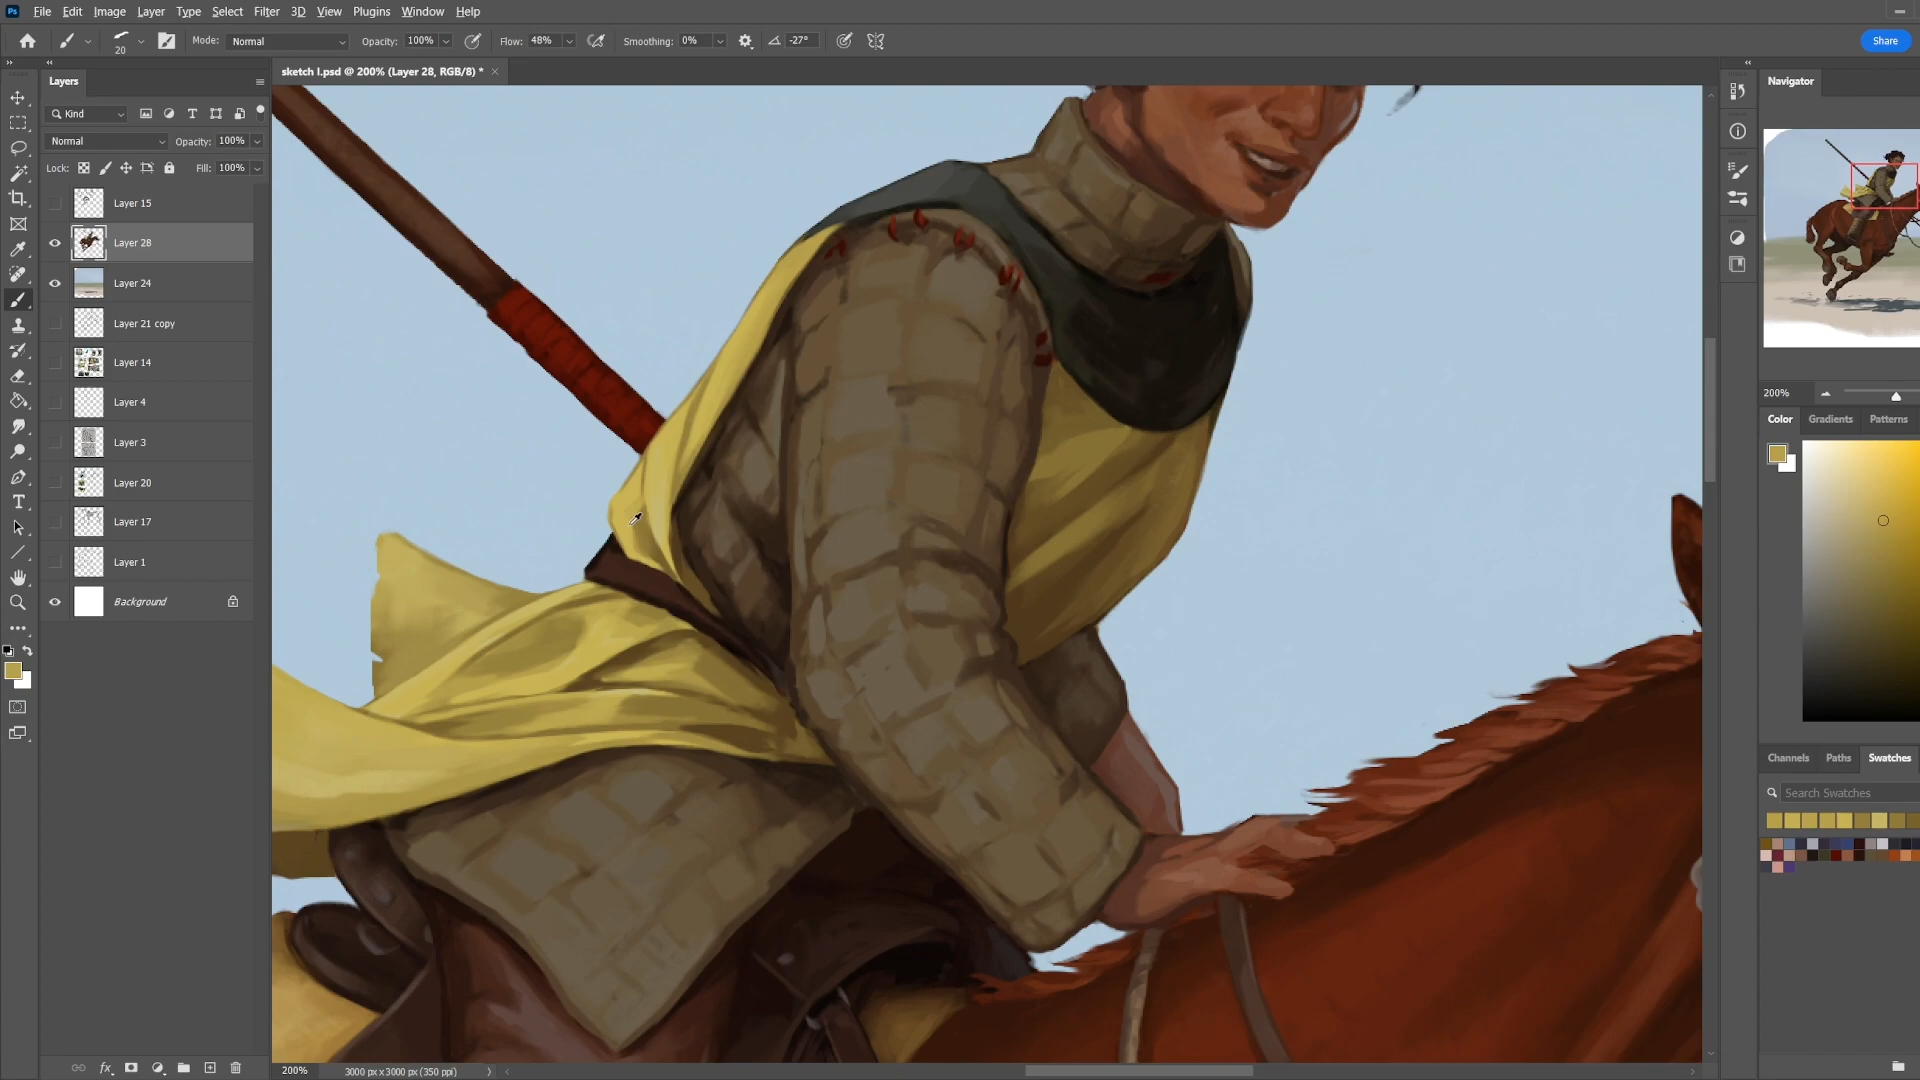 Ps File Edit Image Layer Type Select Filter 3D View Plugins Window Help
20 Mode: Normal Opacity: 100% Flow: 48% Smoothing: 0% -27° Share
Layers
sketch l.psd @ 200% (Layer 28, RGB/8) *
Navigator
Kind
Normal Opacity: 100%
Lock: Fill: 100%
Layer 15
Layer 28
Layer 24
Layer 21 copy
Layer 14
Layer 4
Layer 3
Layer 20
Layer 17
Layer 1
Background
200%
Color Gradients Patterns
Channels Paths Swatches
Search Swatches
fx
200% 3000 px x 3000 px (350 ppi)